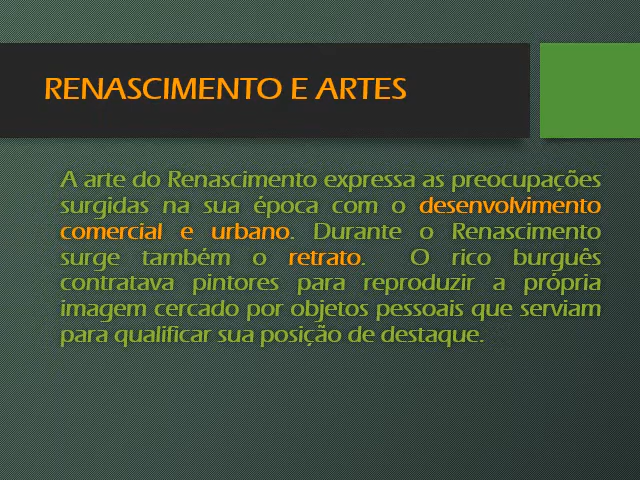 RENASCIMENTO E ARTES
A arte do Renascimento expressa as preocupações
surgidas na sua época com o desenvolvimento
comercial e urbano. Durante o Renascimento
surge também o retrato. O rico burguês
contratava pintores para reproduzir a própria
imagem cercado por objetos pessoais que serviam
para qualificar sua posição de destaque.